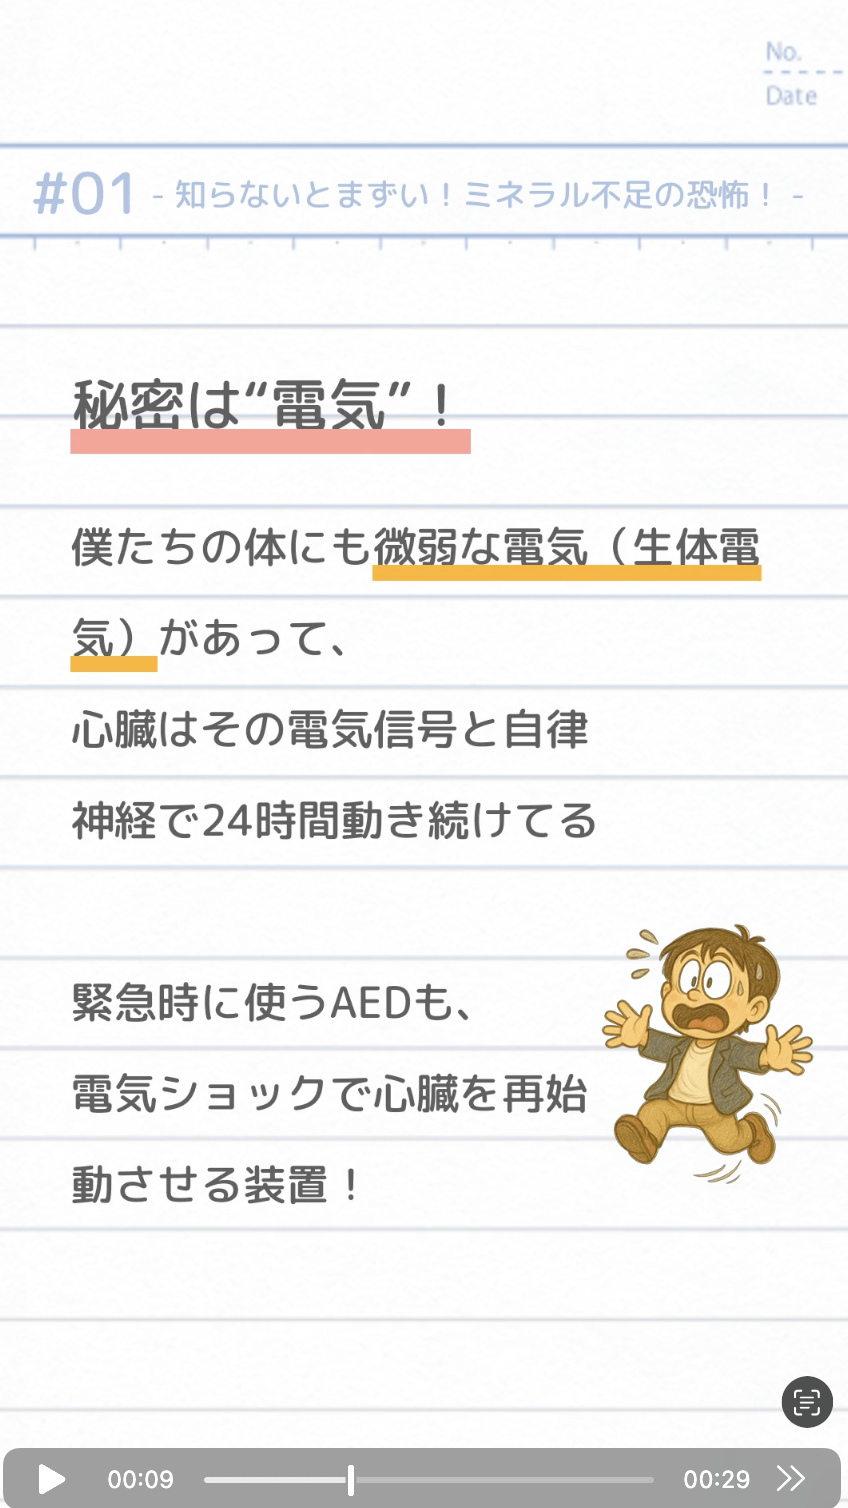 No.
Date
#01 - 知らないとまずい！ミネラル不足の恐怖！ -
秘密は“電気”！
僕たちの体にも微弱な電気（生体電
気）があって、
心臓はその電気信号と自律
神経で24時間動き続けてる
緊急時に使うAEDも、
電気ショックで心臓を再始
動させる装置！
00:09
00:29